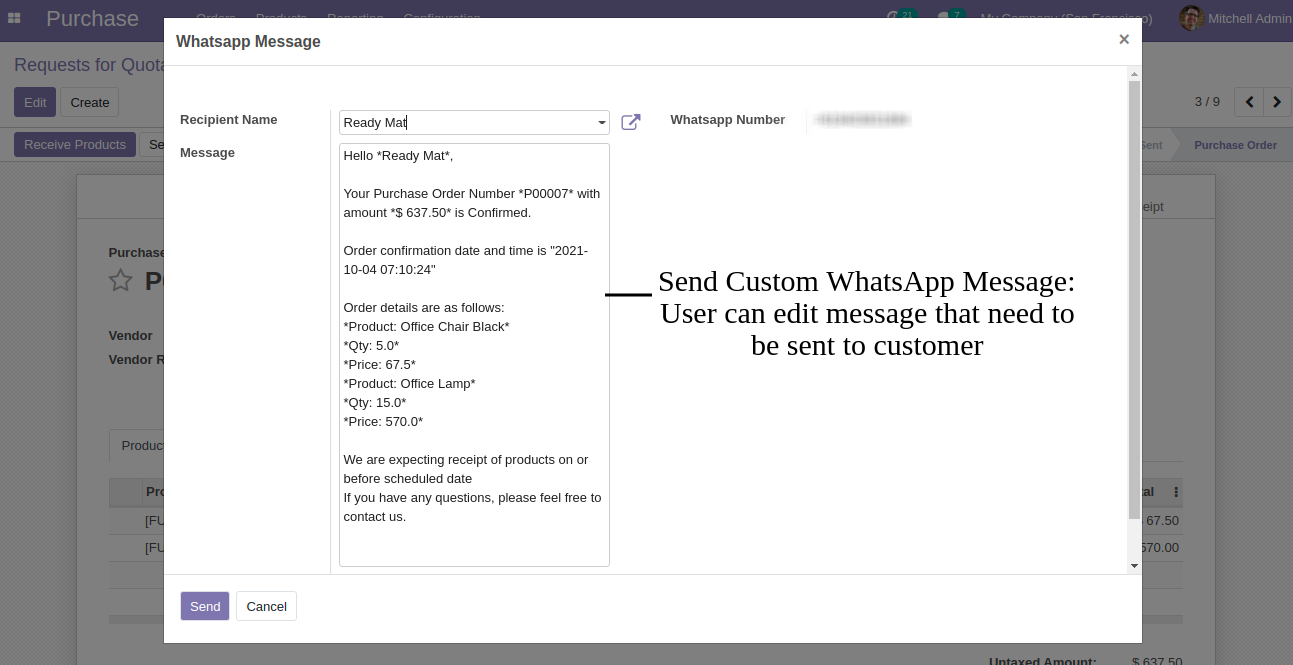 Purchase
Orders Products Reporting Configuration
21
7
My Company (San Francisco)
Mitchell Admin
Requests for Quota
Edit
Create
3 / 9
Receive Products
Se
Sent
Purchase Order
eipt
Purchase
P
Vendor
Vendor R
Product
Pro
tal
[FU
67.50
[FU
570.00
Untaxed Amount:
$ 637.50
Whatsapp Message
×
Recipient Name
Ready Mat
Whatsapp Number
Message
Hello *Ready Mat*,
Your Purchase Order Number *P00007* with
amount *$ 637.50* is Confirmed.
Order confirmation date and time is "2021-
10-04 07:10:24"
Order details are as follows:
*Product: Office Chair Black*
*Qty: 5.0*
*Price: 67.5*
*Product: Office Lamp*
*Qty: 15.0*
*Price: 570.0*
We are expecting receipt of products on or
before scheduled date
If you have any questions, please feel free to
contact us.
Send Custom WhatsApp Message:
User can edit message that need to
be sent to customer
Send
Cancel